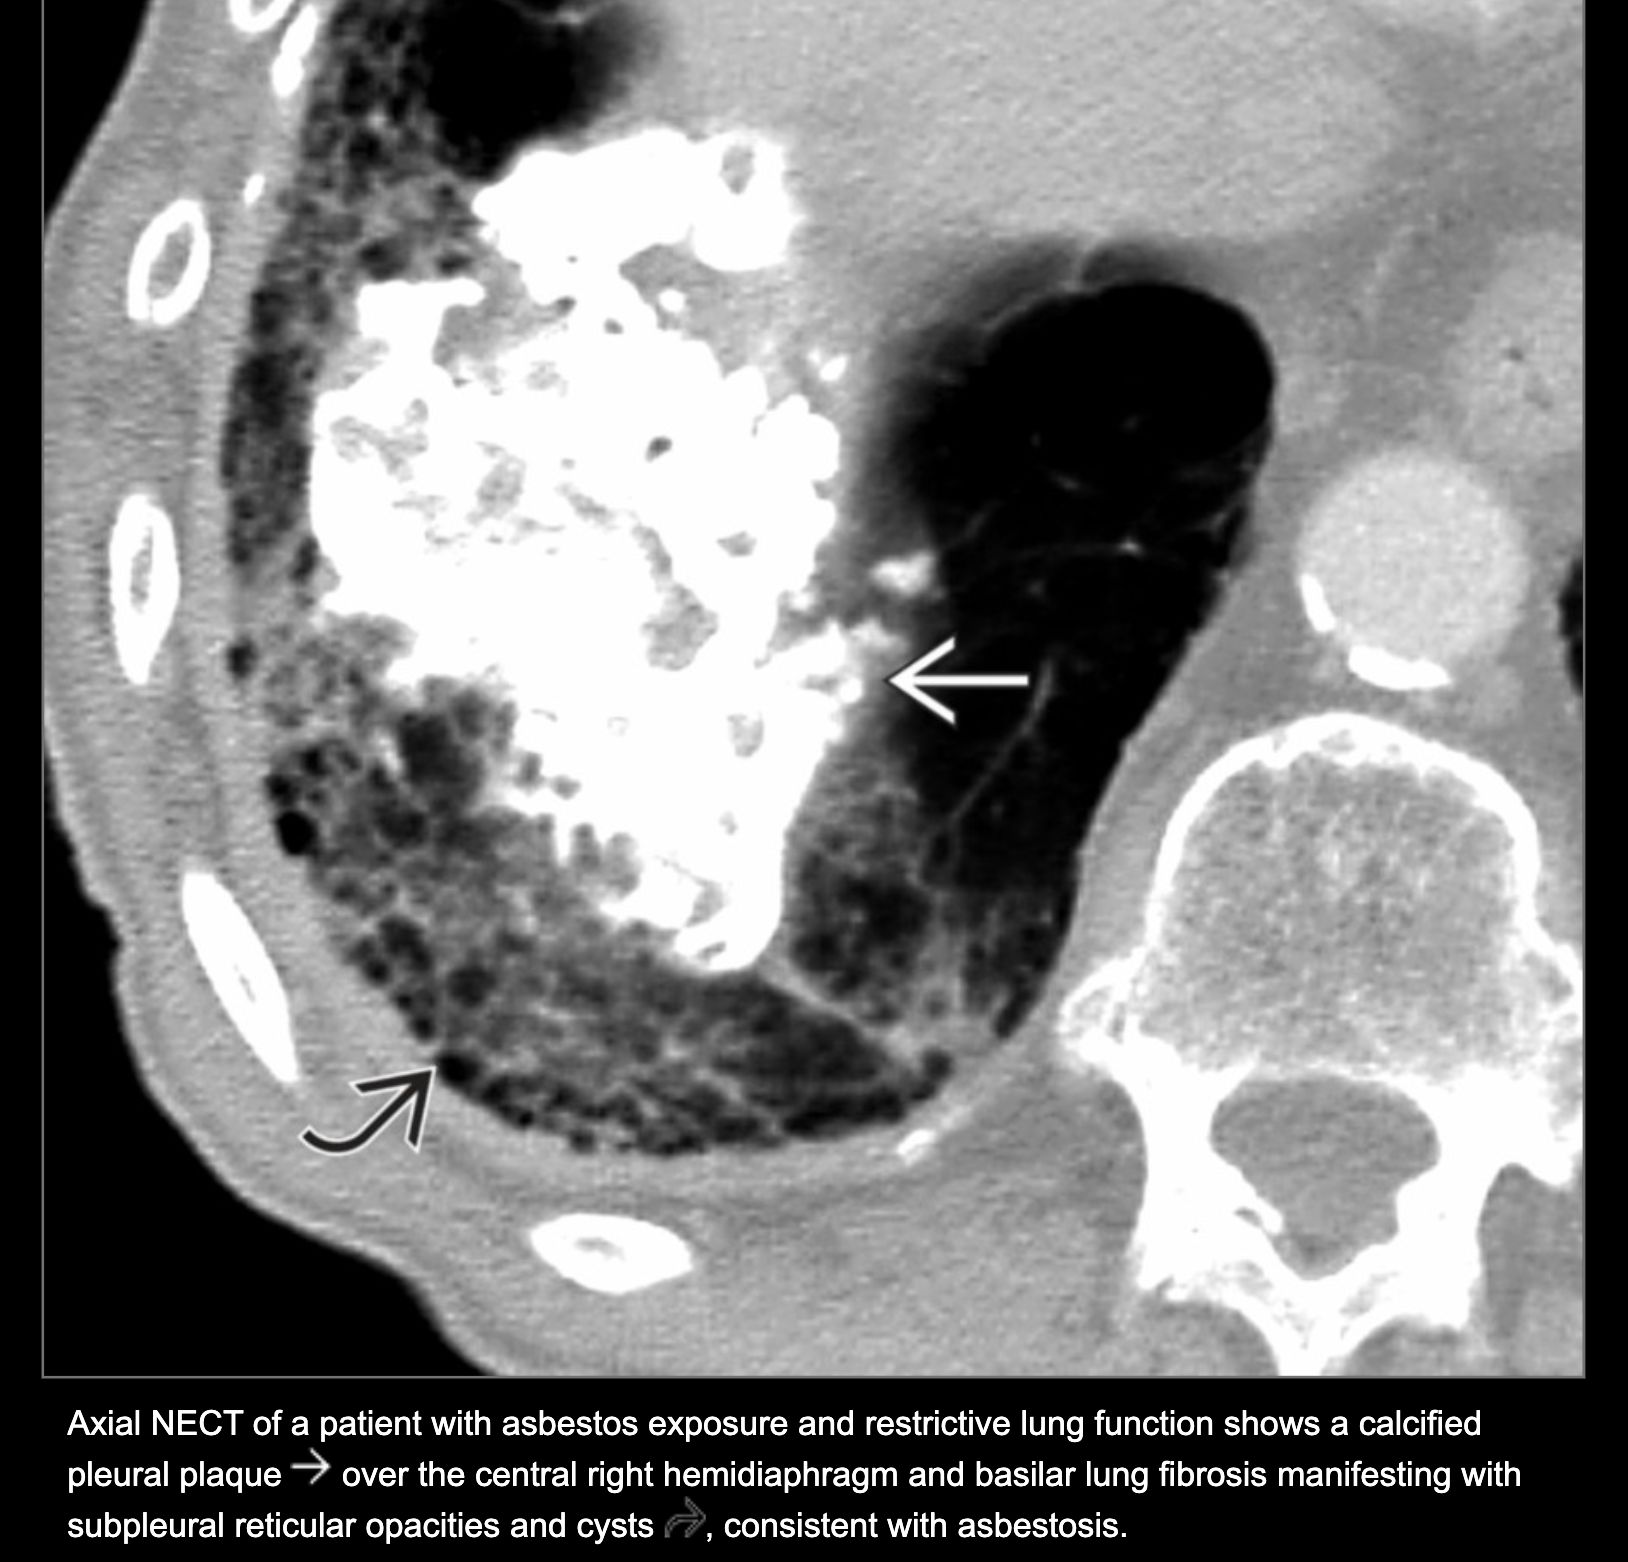 Axial NECT of a patient with asbestos exposure and restrictive lung function shows a calcified
pleural plaque → over the central right hemidiaphragm and basilar lung fibrosis manifesting with
subpleural reticular opacities and cysts , consistent with asbestosis.